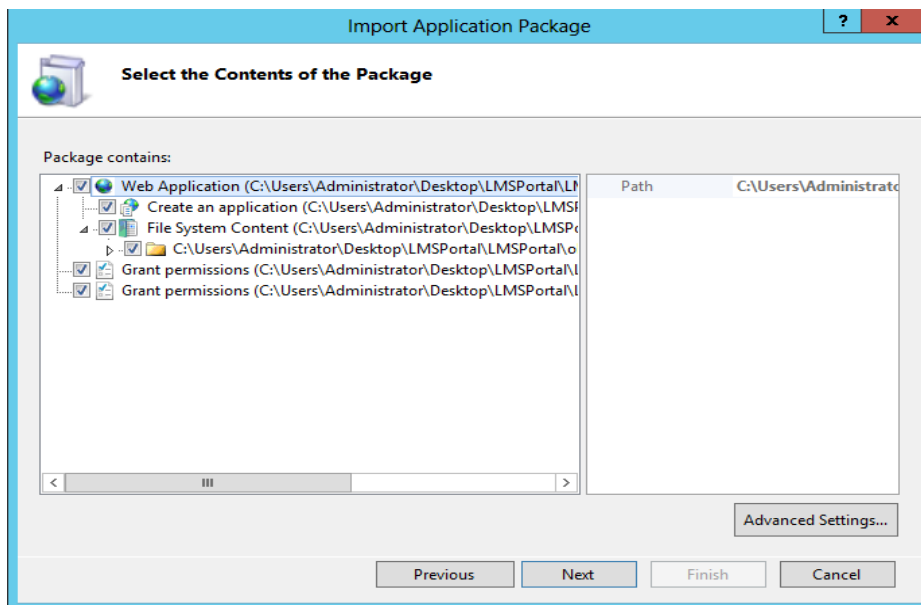 Import Application Package
?
x
Select the Contents of the Package
Package contains:
Web Application (C:\Users\Administrator\Desktop\LMSPortal\LM
Create an application (C:\Users\Administrator\Desktop\LMSP
File System Content (C:\Users\Administrator\Desktop\LMSPo
C:\Users\Administrator\Desktop\LMSPortal\LMSPortal\o
Grant permissions (C:\Users\Administrator\Desktop\LMSPortal\L
Grant permissions (C:\Users\Administrator\Desktop\LMSPortal\L
Path C:\Users\Administrato
Advanced Settings...
Previous Next Finish Cancel